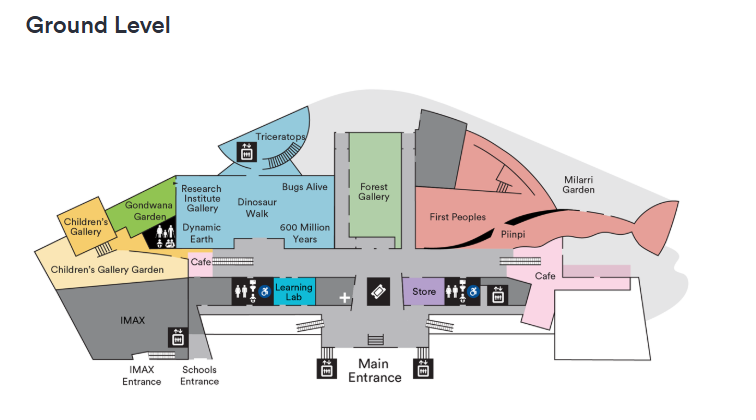 Ground Level
Triceratops
Research
Institute
Gallery
Bugs Alive
Dinosaur
Walk
Dynamic
Earth
600 Million
Years
Forest
Gallery
Milarri
Garden
Gondwana
Garden
Children's
Gallery
First Peoples
Piinpi
Cafe
Children's Gallery Garden
Cafe
Learning
Lab
Store
IMAX
IMAX
Entrance
Schools
Entrance
Main
Entrance